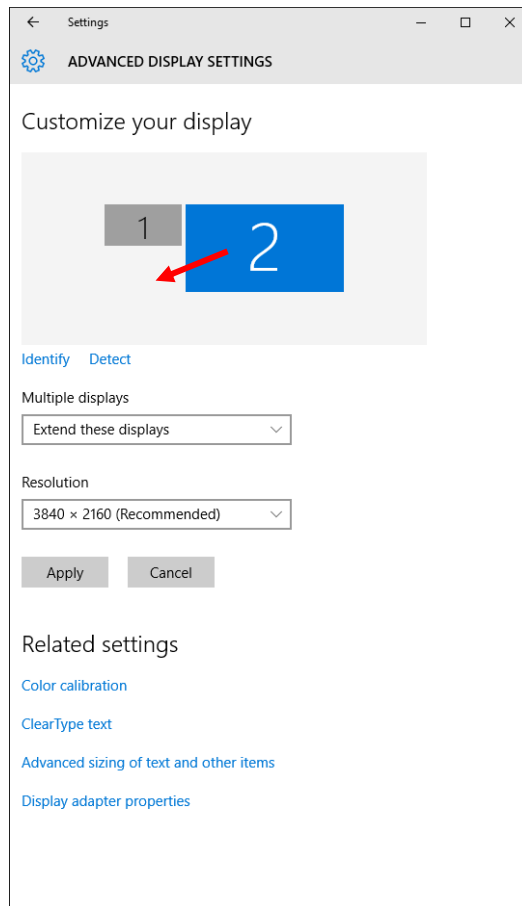 Settings
ADVANCED DISPLAY SETTINGS
Customize your display
1
2
Identify Detect
Multiple displays
Extend these displays
Resolution
3840 × 2160 (Recommended)
Apply Cancel
Related settings
Color calibration
ClearType text
Advanced sizing of text and other items
Display adapter properties